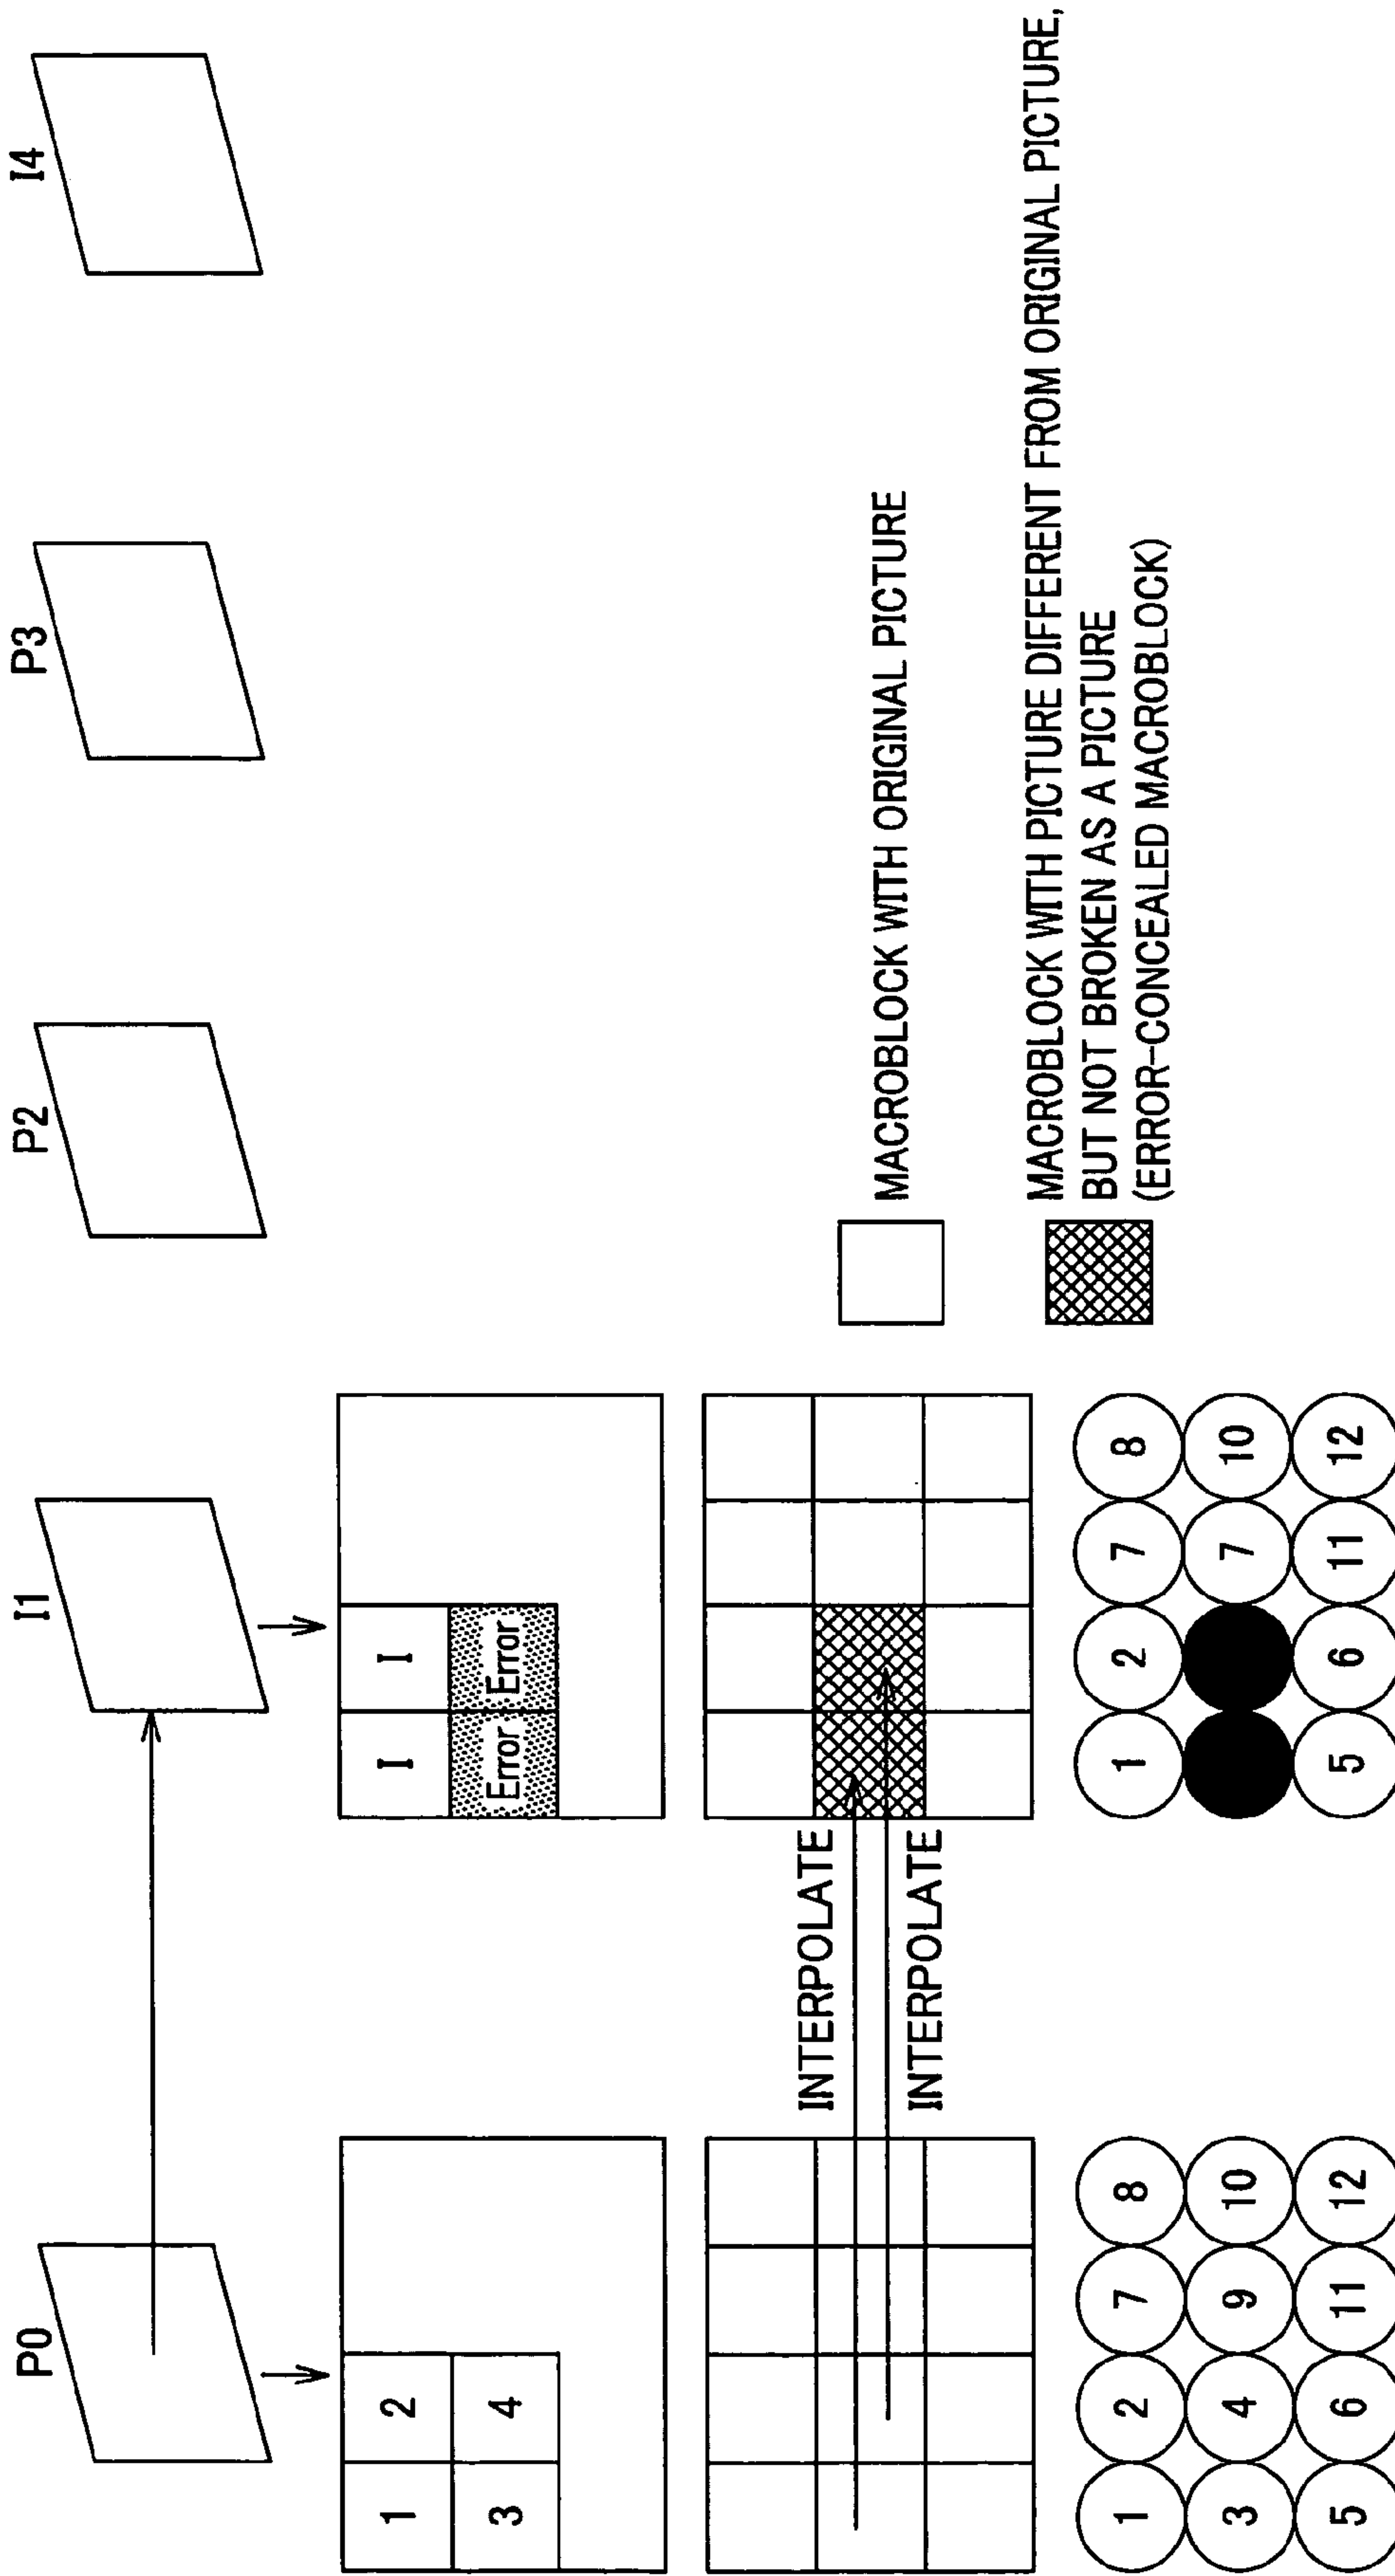 P0
I1
P2
P3
I4
1 2
3 4
I I
Error Error
INTERPOLATE
INTERPOLATE
MACROBLOCK WITH ORIGINAL PICTURE
MACROBLOCK WITH PICTURE DIFFERENT FROM ORIGINAL PICTURE,
BUT NOT BROKEN AS A PICTURE
(ERROR-CONCEALED MACROBLOCK)
1 2 7 8
3 4 9 10
5 6 11 12
1 2 7 8
7 10
5 6 11 12